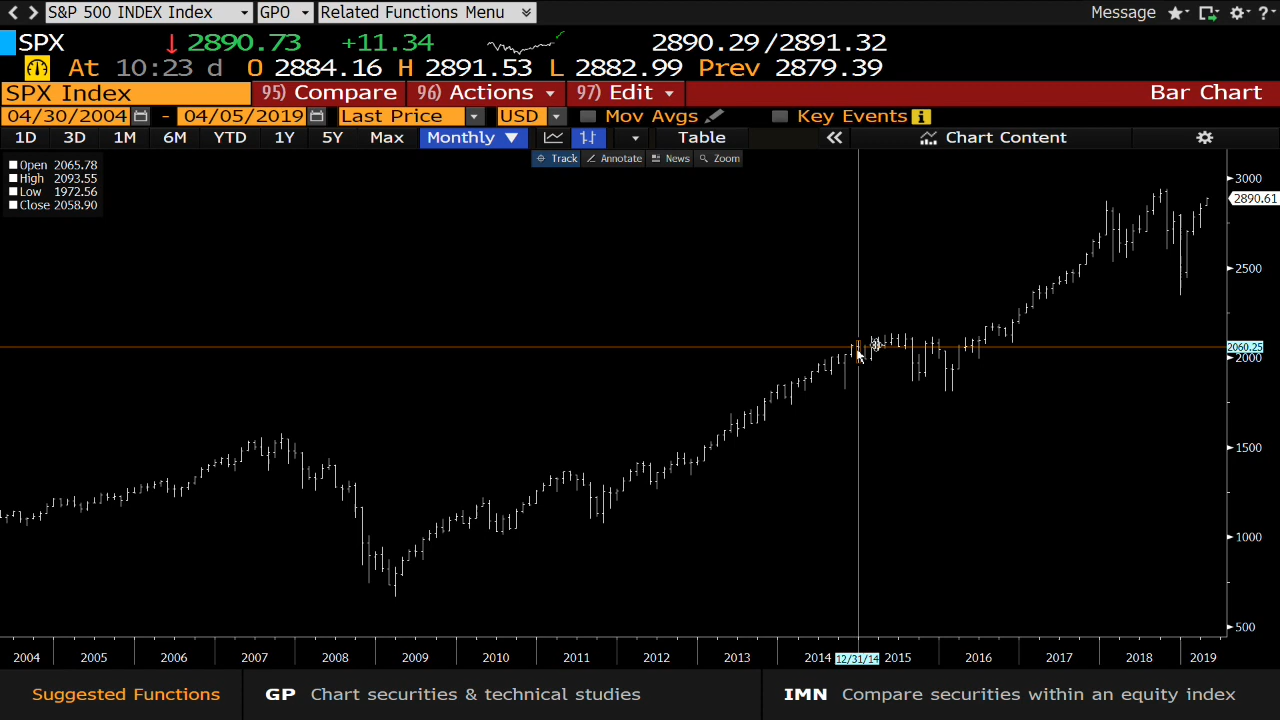 S&P 500 INDEX Index GPO Related Functions Menu Message ?
SPX 2890.73 +11.34 2890.29/2891.32
At 10:23 d O 2884.16 H 2891.53 L 2882.99 Prev 2879.39
SPX Index 95) Compare 96) Actions 97) Edit Bar Chart
04/30/2004 - 04/05/2019 Last Price USD Mov Avgs Key Events i
1D 3D 1M 6M YTD 1Y 5Y Max Monthly Table Chart Content
Track Annotate News Zoom
Open 2065.78
High 2093.55
Low 1972.56
Close 2058.90
3000
2890.61
2500
2060.25
2000
1500
1000
500
2004 2005 2006 2007 2008 2009 2010 2011 2012 2013 2014 12/31/14 2015 2016 2017 2018 2019
Suggested Functions GP Chart securities & technical studies IMN Compare securities within an equity index